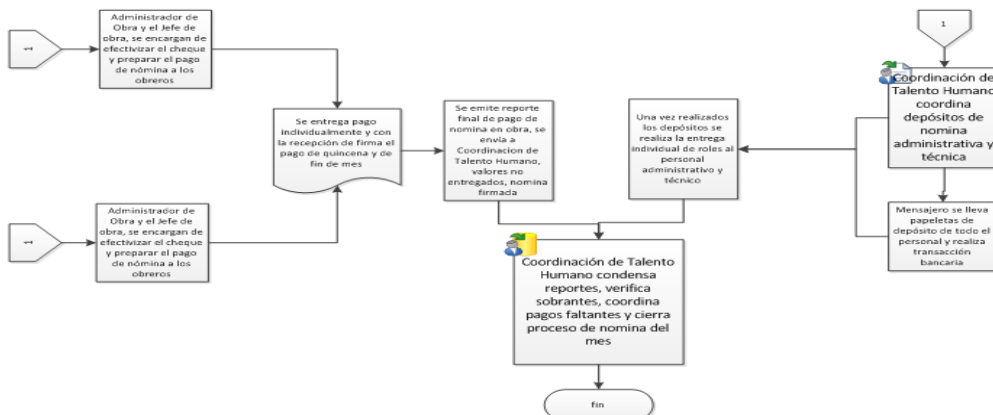 1
Administrador de
Obra y el Jefe de
obra, se encargan de
efectivizar el cheque
y preparar el pago
de nómina a los
obreros
1
Administrador de
Obra y el Jefe de
obra, se encargan de
efectivizar el cheque
y preparar el pago
de nómina a los
obreros
Se entrega pago
individualmente y con
la recepción de firma el
pago de quincena y de
fin de mes
Se emite reporte
final de pago de
nomina en obra, se
envía a
Coordinacion de
Talento Humano,
valores no
entregados, nomina
firmada
Una vez realizados
los depósitos se
realiza la entrega
individual de roles al
personal
administrativo y
técnico
1
Coordinación de
Talento Humano
coordina
depósitos de
nomina
administrativa y
técnica
Mensajero se lleva
papeletas de
depósito de todo el
personal y realiza
transacción
bancaria
Coordinación de Talento
Humano condensa
reportes, verifica
sobrantes, coordina
pagos faltantes y cierra
proceso de nomina del
mes
fin